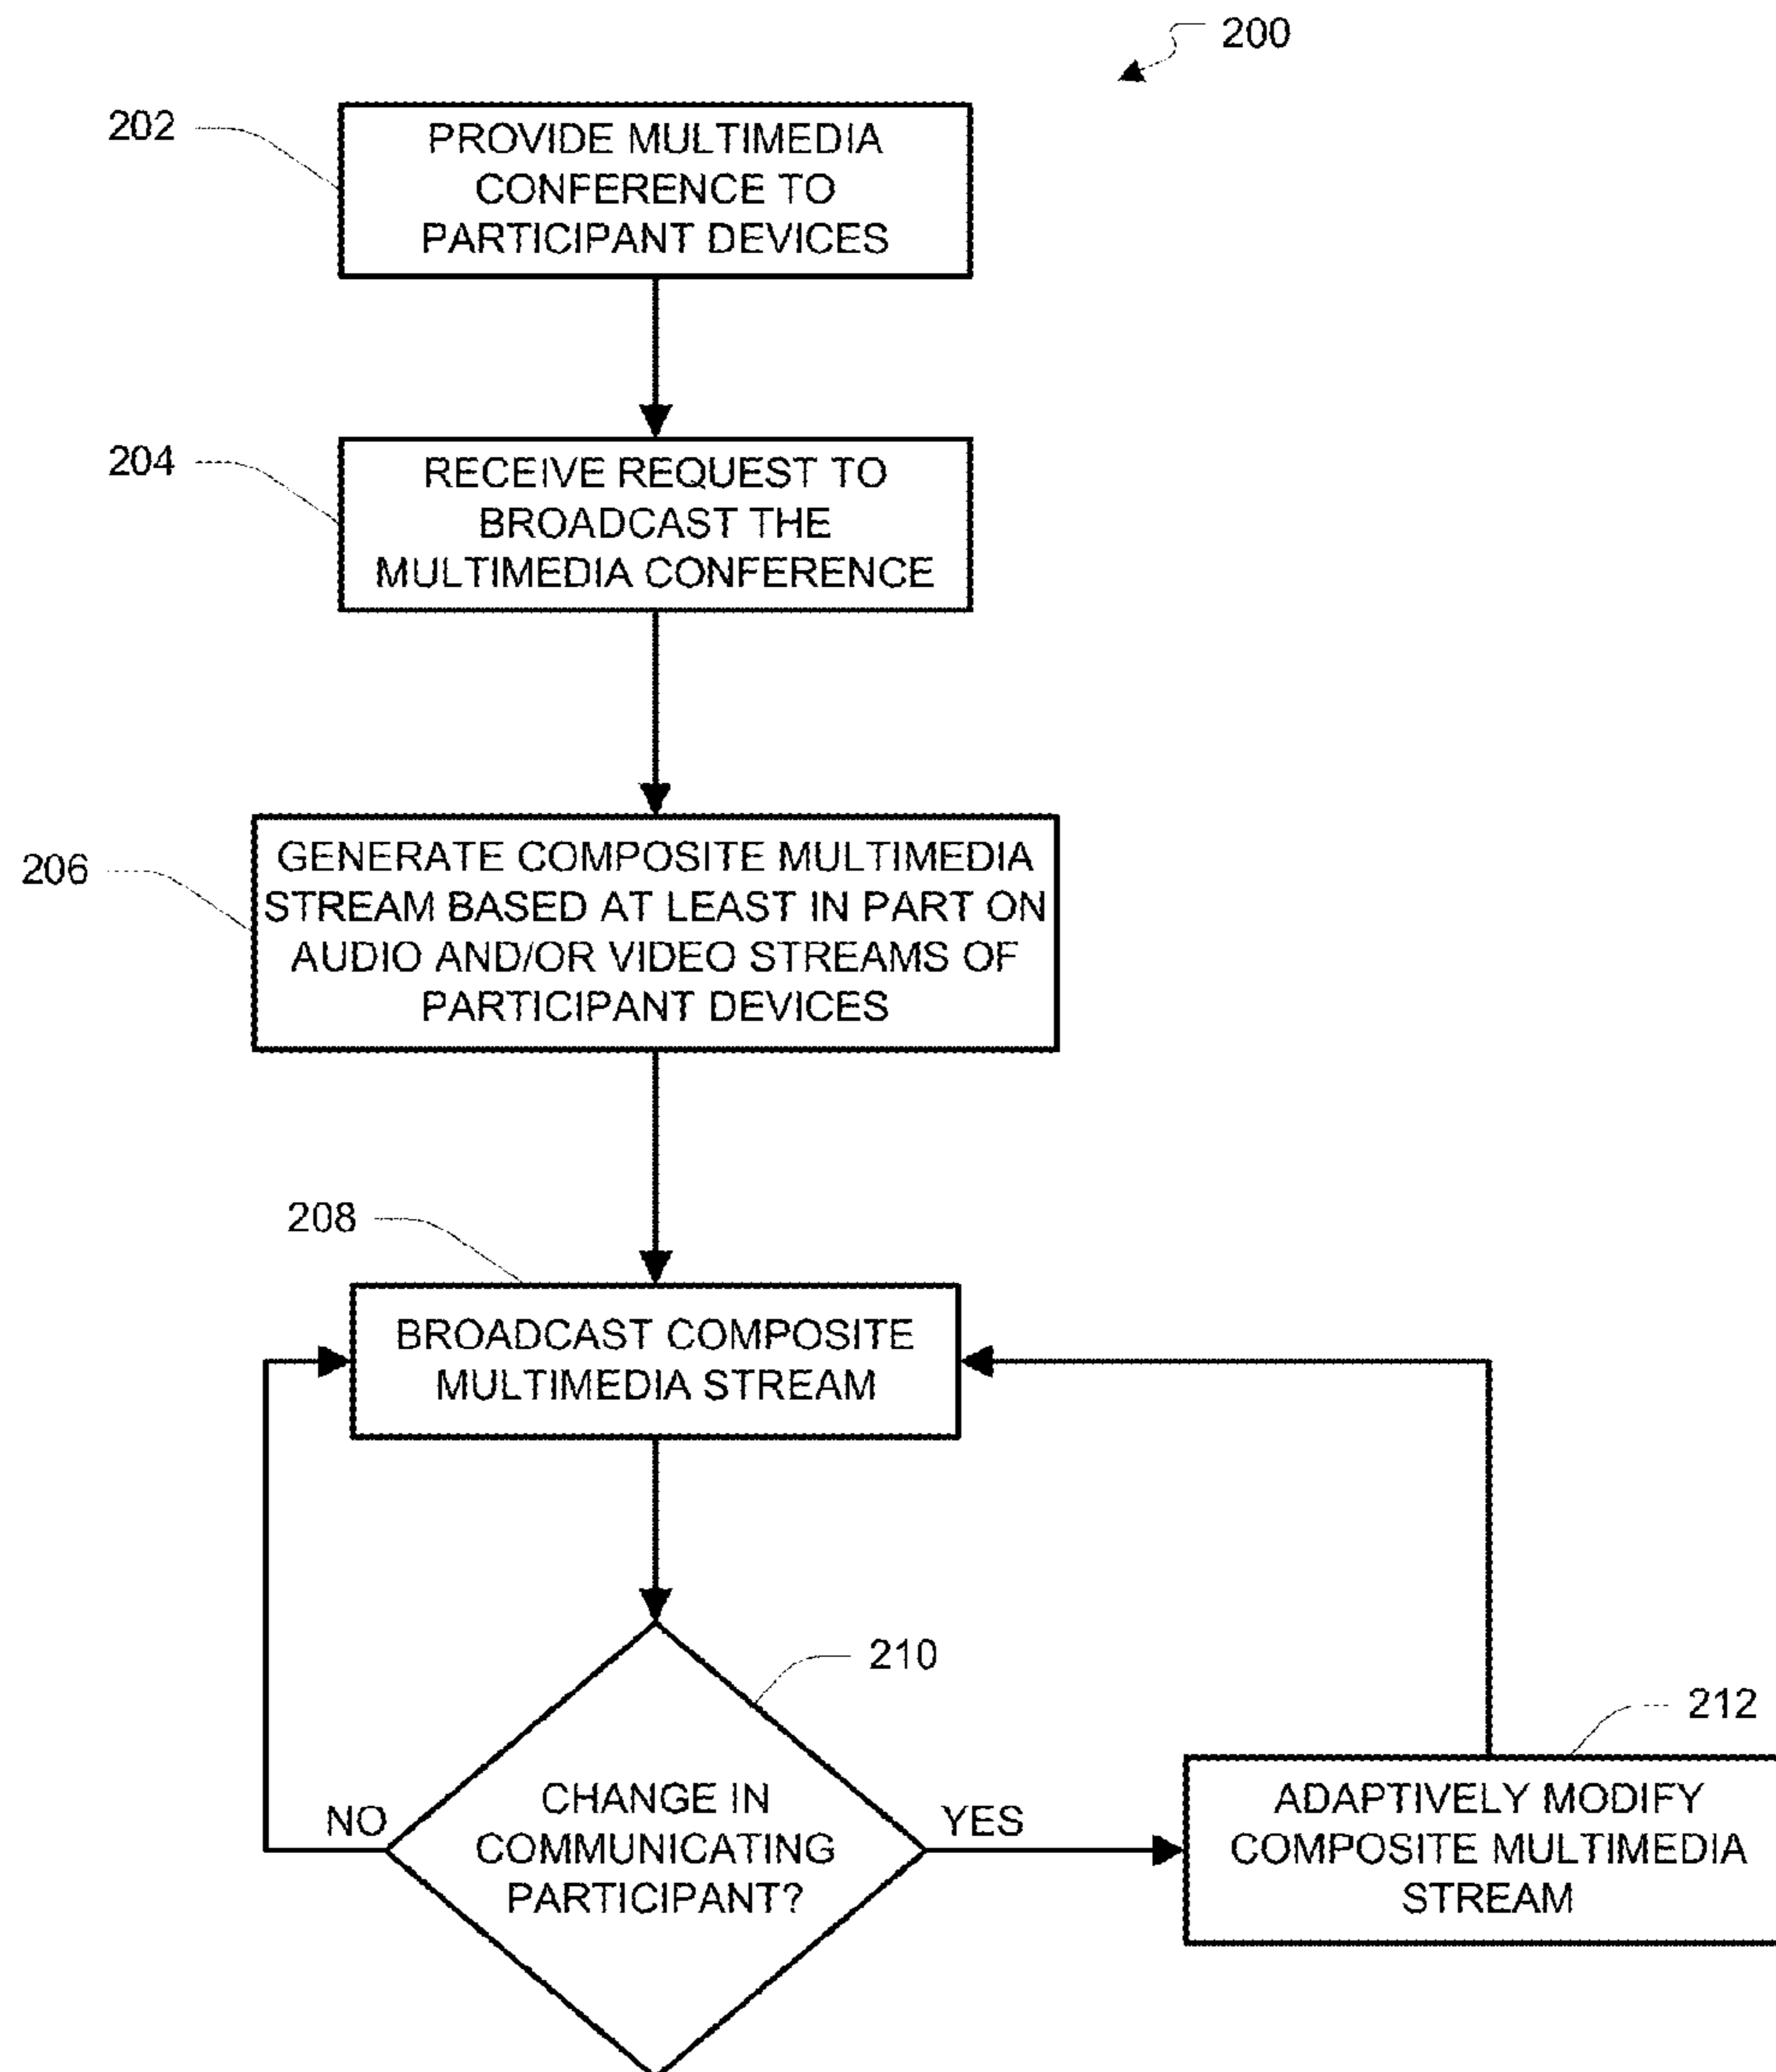 200
202
PROVIDE MULTIMEDIA
CONFERENCE TO
PARTICIPANT DEVICES
204
RECEIVE REQUEST TO
BROADCAST THE
MULTIMEDIA CONFERENCE
206
GENERATE COMPOSITE MULTIMEDIA
STREAM BASED AT LEAST IN PART ON
AUDIO AND/OR VIDEO STREAMS OF
PARTICIPANT DEVICES
208
BROADCAST COMPOSITE
MULTIMEDIA STREAM
210
CHANGE IN
COMMUNICATING
PARTICIPANT?
NO
YES
212
ADAPTIVELY MODIFY
COMPOSITE MULTIMEDIA
STREAM